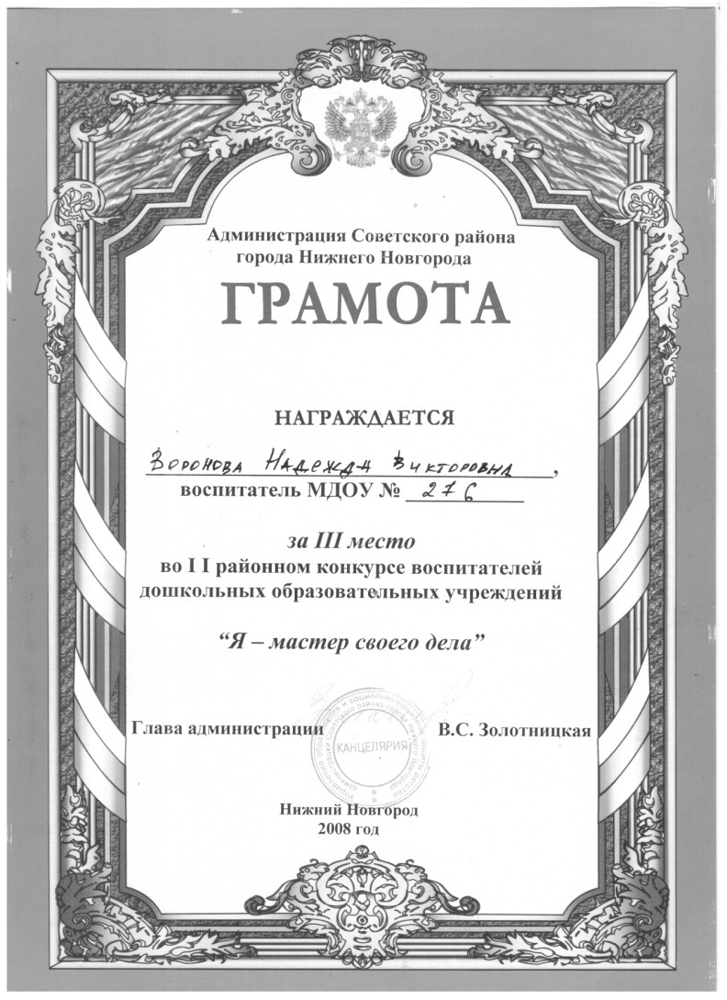 Администрация Советского района
города Нижнего Новгорода
ГРАМОТА
НАГРАЖДАЕТСЯ
Воронова Надежда Викторовна,
воспитатель МДОУ № 276
за III место
во I I районном конкурсе воспитателей
дошкольных образовательных учреждений
“Я – мастер своего дела”
Глава администрации В.С. Золотницкая
КАНЦЕЛЯРИЯ
Нижний Новгород
2008 год